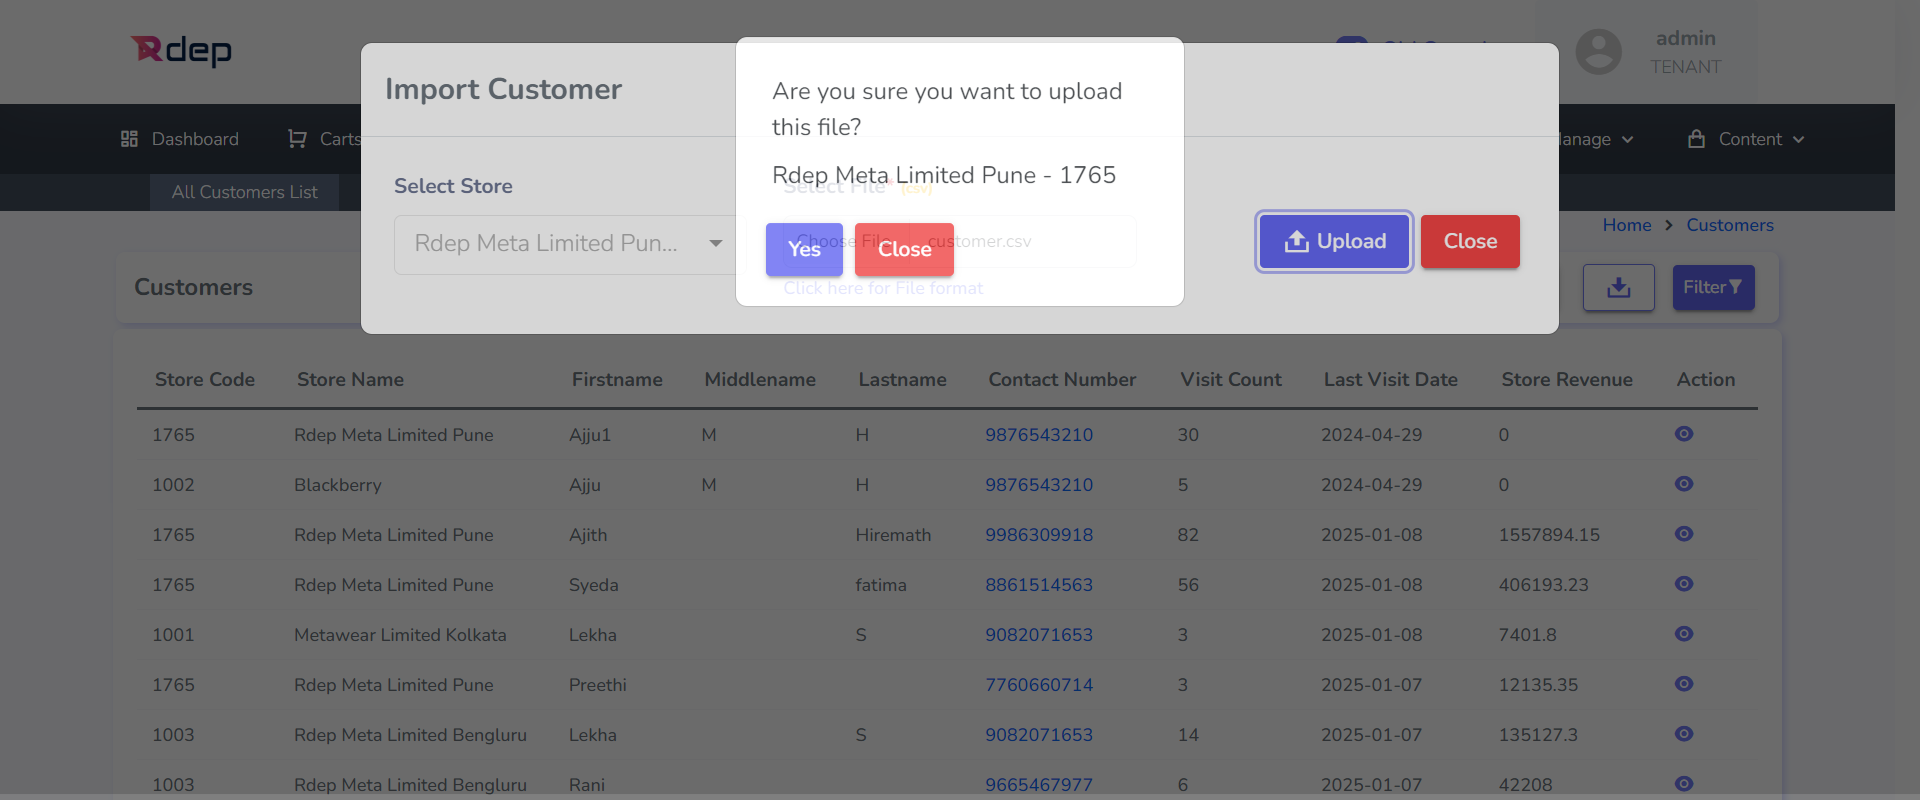 Rdep
admin
TENANT
Import Customer
Are you sure you want to upload
this file?
Rdep Meta Limited Pune - 1765
Yes
Close
Dashboard
Carts
Manage
Content
All Customers List
Select Store
Select File* (csv)
Rdep Meta Limited Pun...
Choose File
customer.csv
Upload
Close
Click here for File format
Home
Customers
Customers
Filter
Store Code Store Name Firstname Middlename Lastname Contact Number Visit Count Last Visit Date Store Revenue Action
1765 Rdep Meta Limited Pune Ajju1 M H 9876543210 30 2024-04-29 0
1002 Blackberry Ajju M H 9876543210 5 2024-04-29 0
1765 Rdep Meta Limited Pune Ajith Hiremath 9986309918 82 2025-01-08 1557894.15
1765 Rdep Meta Limited Pune Syeda fatima 8861514563 56 2025-01-08 406193.23
1001 Metawear Limited Kolkata Lekha S 9082071653 3 2025-01-08 7401.8
1765 Rdep Meta Limited Pune Preethi 7760660714 3 2025-01-07 12135.35
1003 Rdep Meta Limited Bengluru Lekha S 9082071653 14 2025-01-07 135127.3
1003 Rdep Meta Limited Bengluru Rani 9665467977 6 2025-01-07 42208